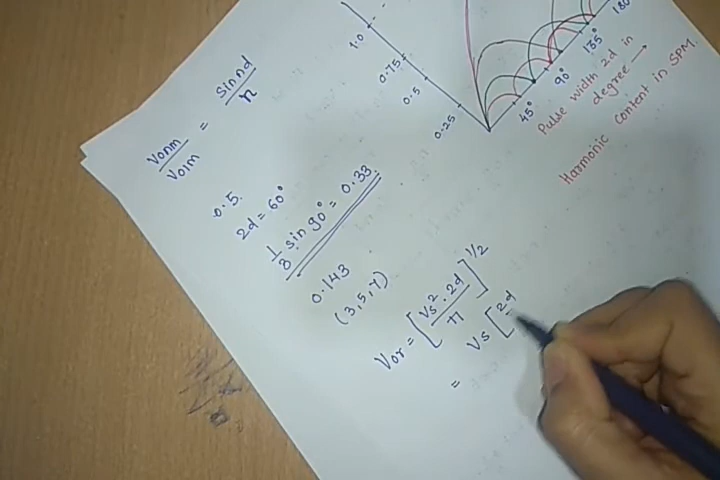 1.0
0.75
0.5
0.25
45° 90° 135° 180°
Pulse width 2d in
degree →
Harmonic content in SPM.
Vonm / Vo1m = Sin nd / n
0.5.
2d = 60°
1/3 sin 90° = 0.33.
0.143
(3,5,7)
Vor = [Vs² . 2d / π]^1/2
= Vs [2d